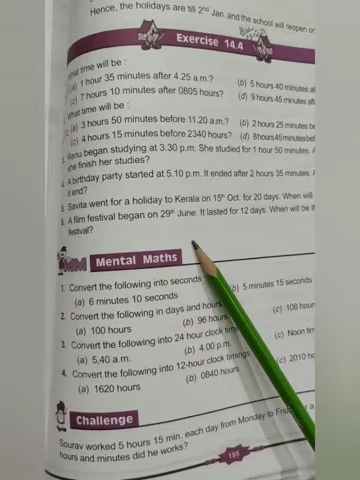 Hence, the holidays are till 2nd Jan. and the school will reopen on
Exercise 14.4
What time will be :
(a) 1 hour 35 minutes after 4.25 a.m.? (b) 5 hours 40 minutes
(c) 7 hours 10 minutes after 0805 hours? (d) 9 hours 45 minutes
What time will be :
(a) 3 hours 50 minutes before 11.20 a.m.? (b) 2 hours 25 minutes
(c) 4 hours 15 minutes before 2340 hours? (d) 8 hours 45 minutes
3. Renu began studying at 3.30 p.m. She studied for 1 hour 50 minutes.
she finish her studies?
4. A birthday party started at 5.10 p.m. It ended after 2 hours 35 minutes.
it end?
5. Savita went for a holiday to Kerala on 15th Oct. for 20 days. When will
6. A film festival began on 29th June. It lasted for 12 days. When will be
festival?
MM Mental Maths
1. Convert the following into seconds
(a) 6 minutes 10 seconds (b) 5 minutes 15 seconds
2. Convert the following in days and hours
(a) 100 hours (b) 96 hours (c) 108 hour
3. Convert the following into 24 hour clock
(a) 5.40 a.m. (b) 4.00 p.m. (c) Noon
4. Convert the following into 12-hour clock timings
(a) 1620 hours (b) 0840 hours (c) 2010
Challenge
Sourav worked 5 hours 15 min. each day from Monday to
hours and minutes did he works?
195